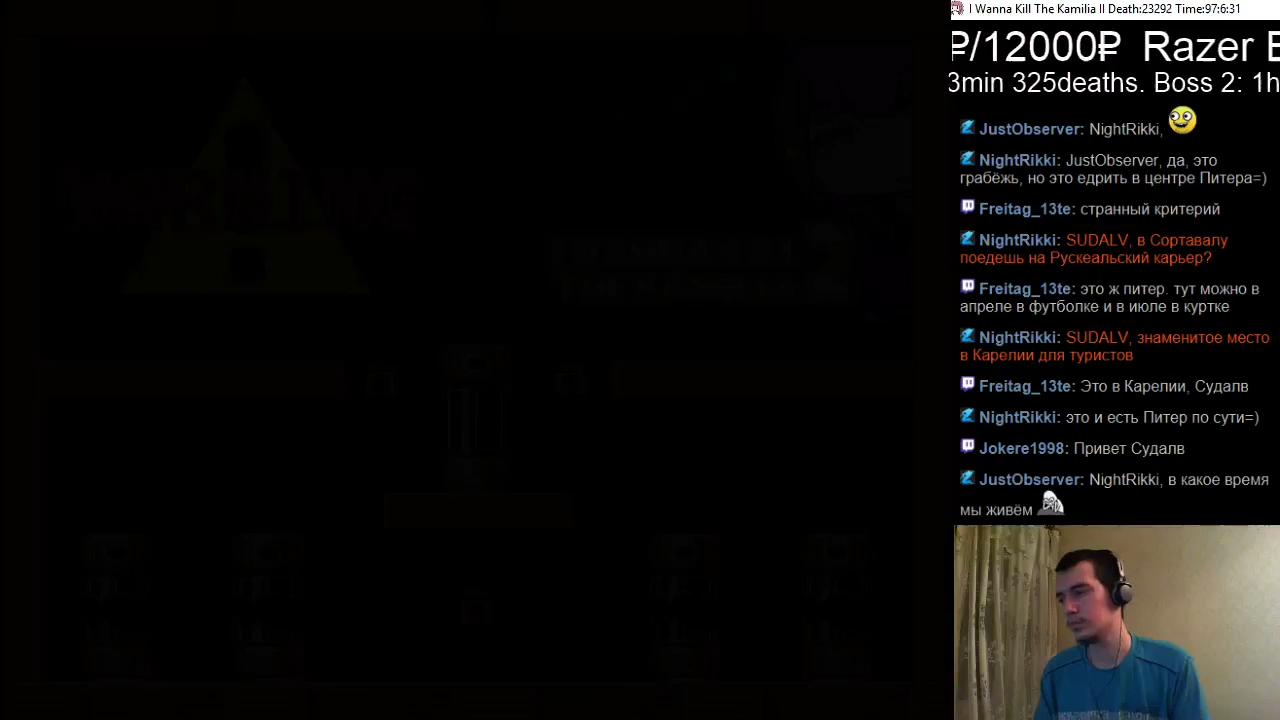 I Wanna Kill The Kamilia II Death:23292 Time:97:6:31
₽/12000₽ Razer
3min 325deaths. Boss 2: 1h
JustObserver: NightRikki,
NightRikki: JustObserver, да, это
грабёжь, но это едрить в центре Питера=)
Freitag_13te: странный критерий
NightRikki: SUDALV, в Сортавалу
поедешь на Рускеальский карьер?
Freitag_13te: это ж питер. тут можно в
апреле в футболке и в июле в куртке
NightRikki: SUDALV, знаменитое место
в Карелии для туристов
Freitag_13te: Это в Карелии, Судалв
NightRikki: это и есть Питер по сути=)
Jokere1998: Привет Судалв
JustObserver: NightRikki, в какое время
мы живём